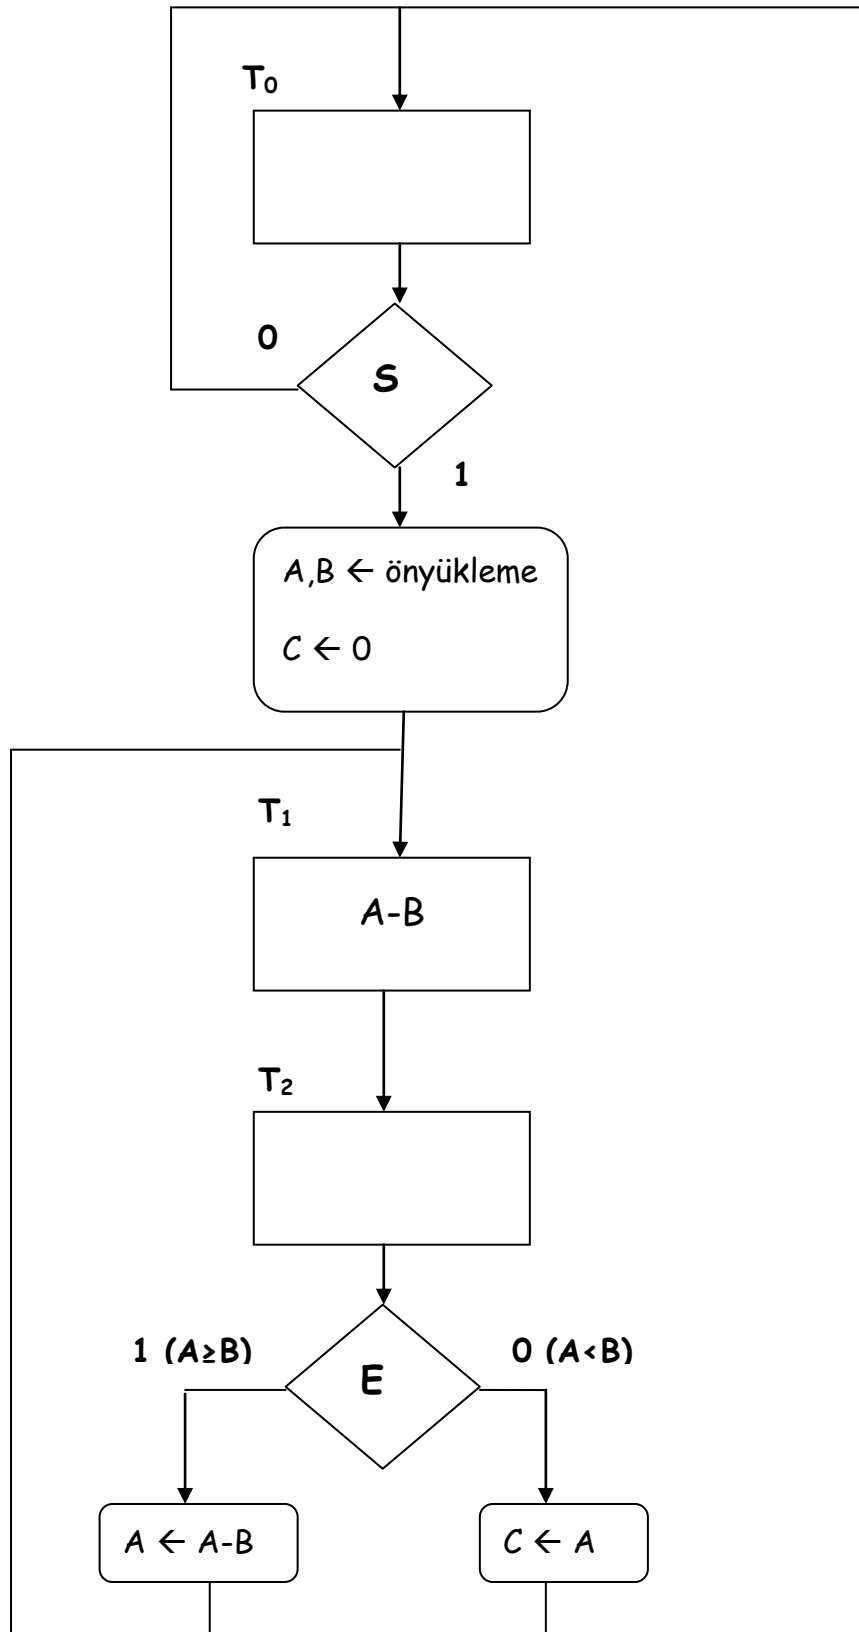 T₀
0
S
1
A,B ← önyükleme
C ← 0
T₁
A-B
T₂
1 (A≥B)
0 (A<B)
E
A ← A-B
C ← A